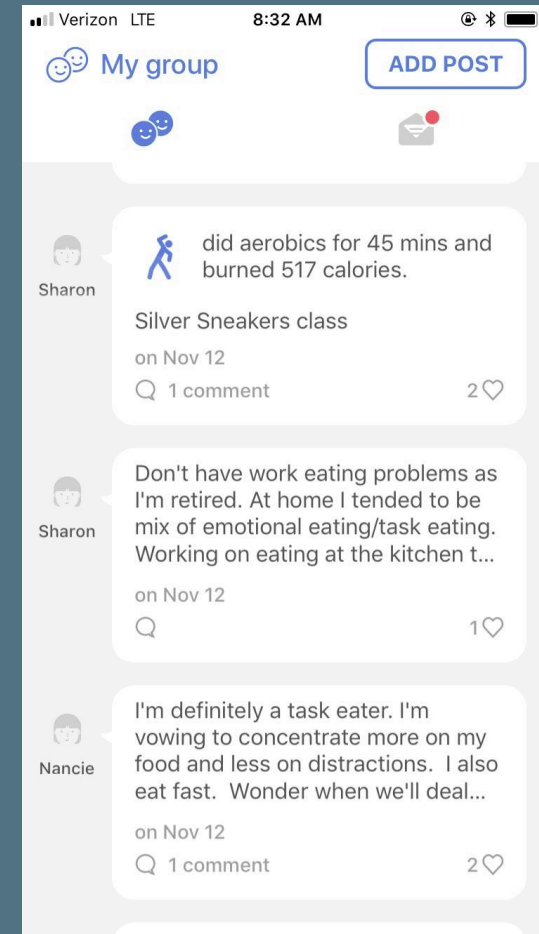 Verizon LTE 8:32 AM
My group
ADD POST
did aerobics for 45 mins and
burned 517 calories.
Sharon
Silver Sneakers class
on Nov 12
1 comment 2
Don't have work eating problems as
I'm retired. At home I tended to be
mix of emotional eating/task eating.
Working on eating at the kitchen t...
Sharon
on Nov 12
1
I'm definitely a task eater. I'm
vowing to concentrate more on my
food and less on distractions.  I also
eat fast.  Wonder when we'll deal...
Nancie
on Nov 12
1 comment 2